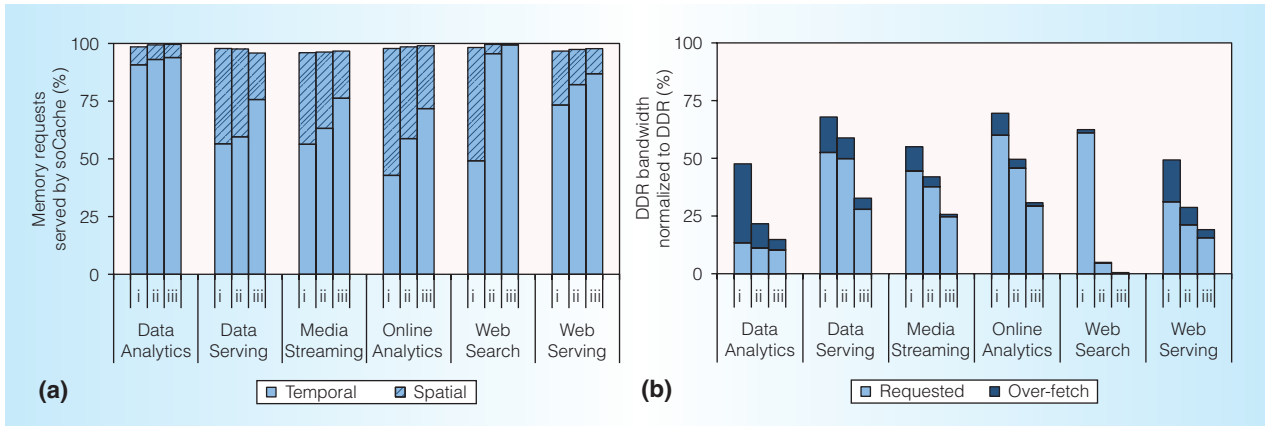 Memory requests
served by soCache (%)
100
75
50
25
0
i ii iii
i ii iii
i ii iii
i ii iii
i ii iii
i ii iii
Data
Analytics
Data
Serving
Media
Streaming
Online
Analytics
Web
Search
Web
Serving
(a)
Temporal
Spatial
DDR bandwidth
normalized to DDR (%)
100
75
50
25
0
i ii iii
i ii iii
i ii iii
i ii iii
i ii iii
i ii iii
Data
Analytics
Data
Serving
Media
Streaming
Online
Analytics
Web
Search
Web
Serving
(b)
Requested
Over-fetch